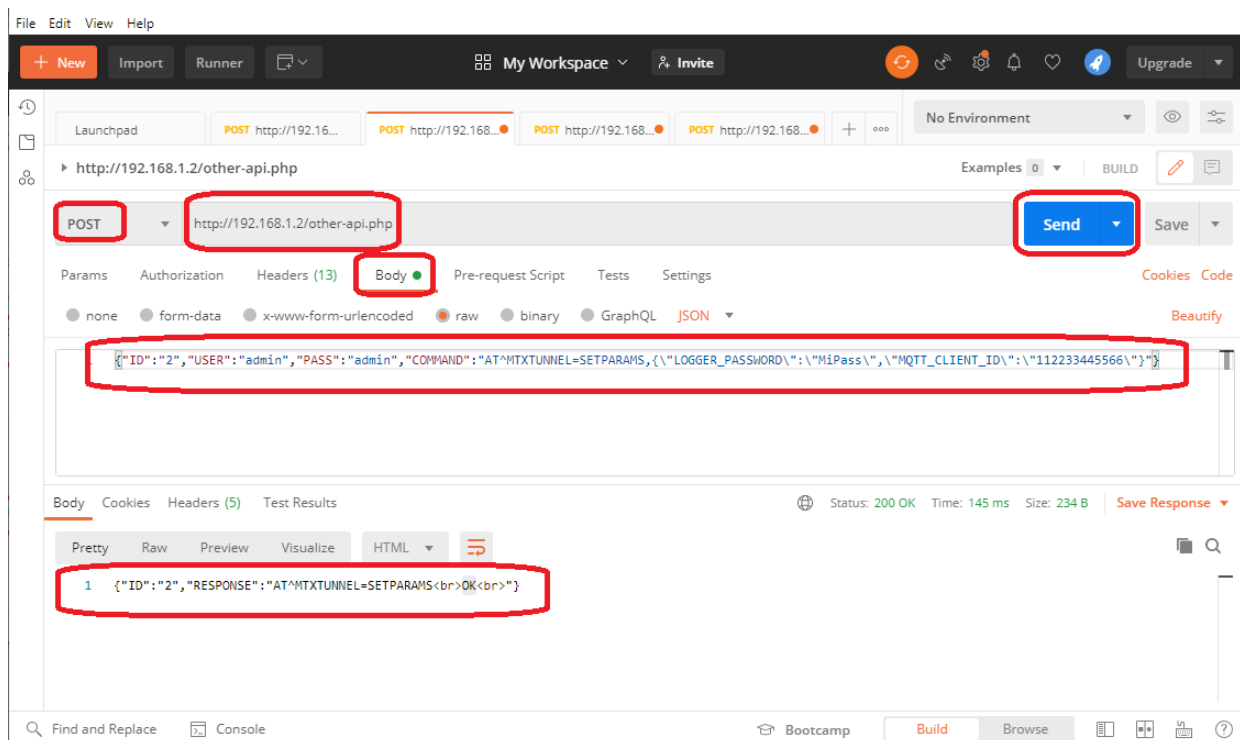 File Edit View Help
+ New Import Runner My Workspace Invite Upgrade
Launchpad POST http://192.16... POST http://192.168... POST http://192.168... POST http://192.168... + ooo No Environment
http://192.168.1.2/other-api.php Examples 0 BUILD
POST http://192.168.1.2/other-api.php Send Save
Params Authorization Headers (13) Body Pre-request Script Tests Settings Cookies Code
none form-data x-www-form-urlencoded raw binary GraphQL JSON Beautify
{"ID":"2","USER":"admin","PASS":"admin","COMMAND":"AT^MTXTUNNEL=SETPARAMS,{\"LOGGER_PASSWORD\":\"MiPass\",\"MQTT_CLIENT_ID\":\"112233445566\"}"}
Body Cookies Headers (5) Test Results Status: 200 OK Time: 145 ms Size: 234 B Save Response
Pretty Raw Preview Visualize HTML
1 {"ID":"2","RESPONSE":"AT^MTXTUNNEL=SETPARAMS<br>OK<br>"}
Find and Replace Console Bootcamp Build Browse